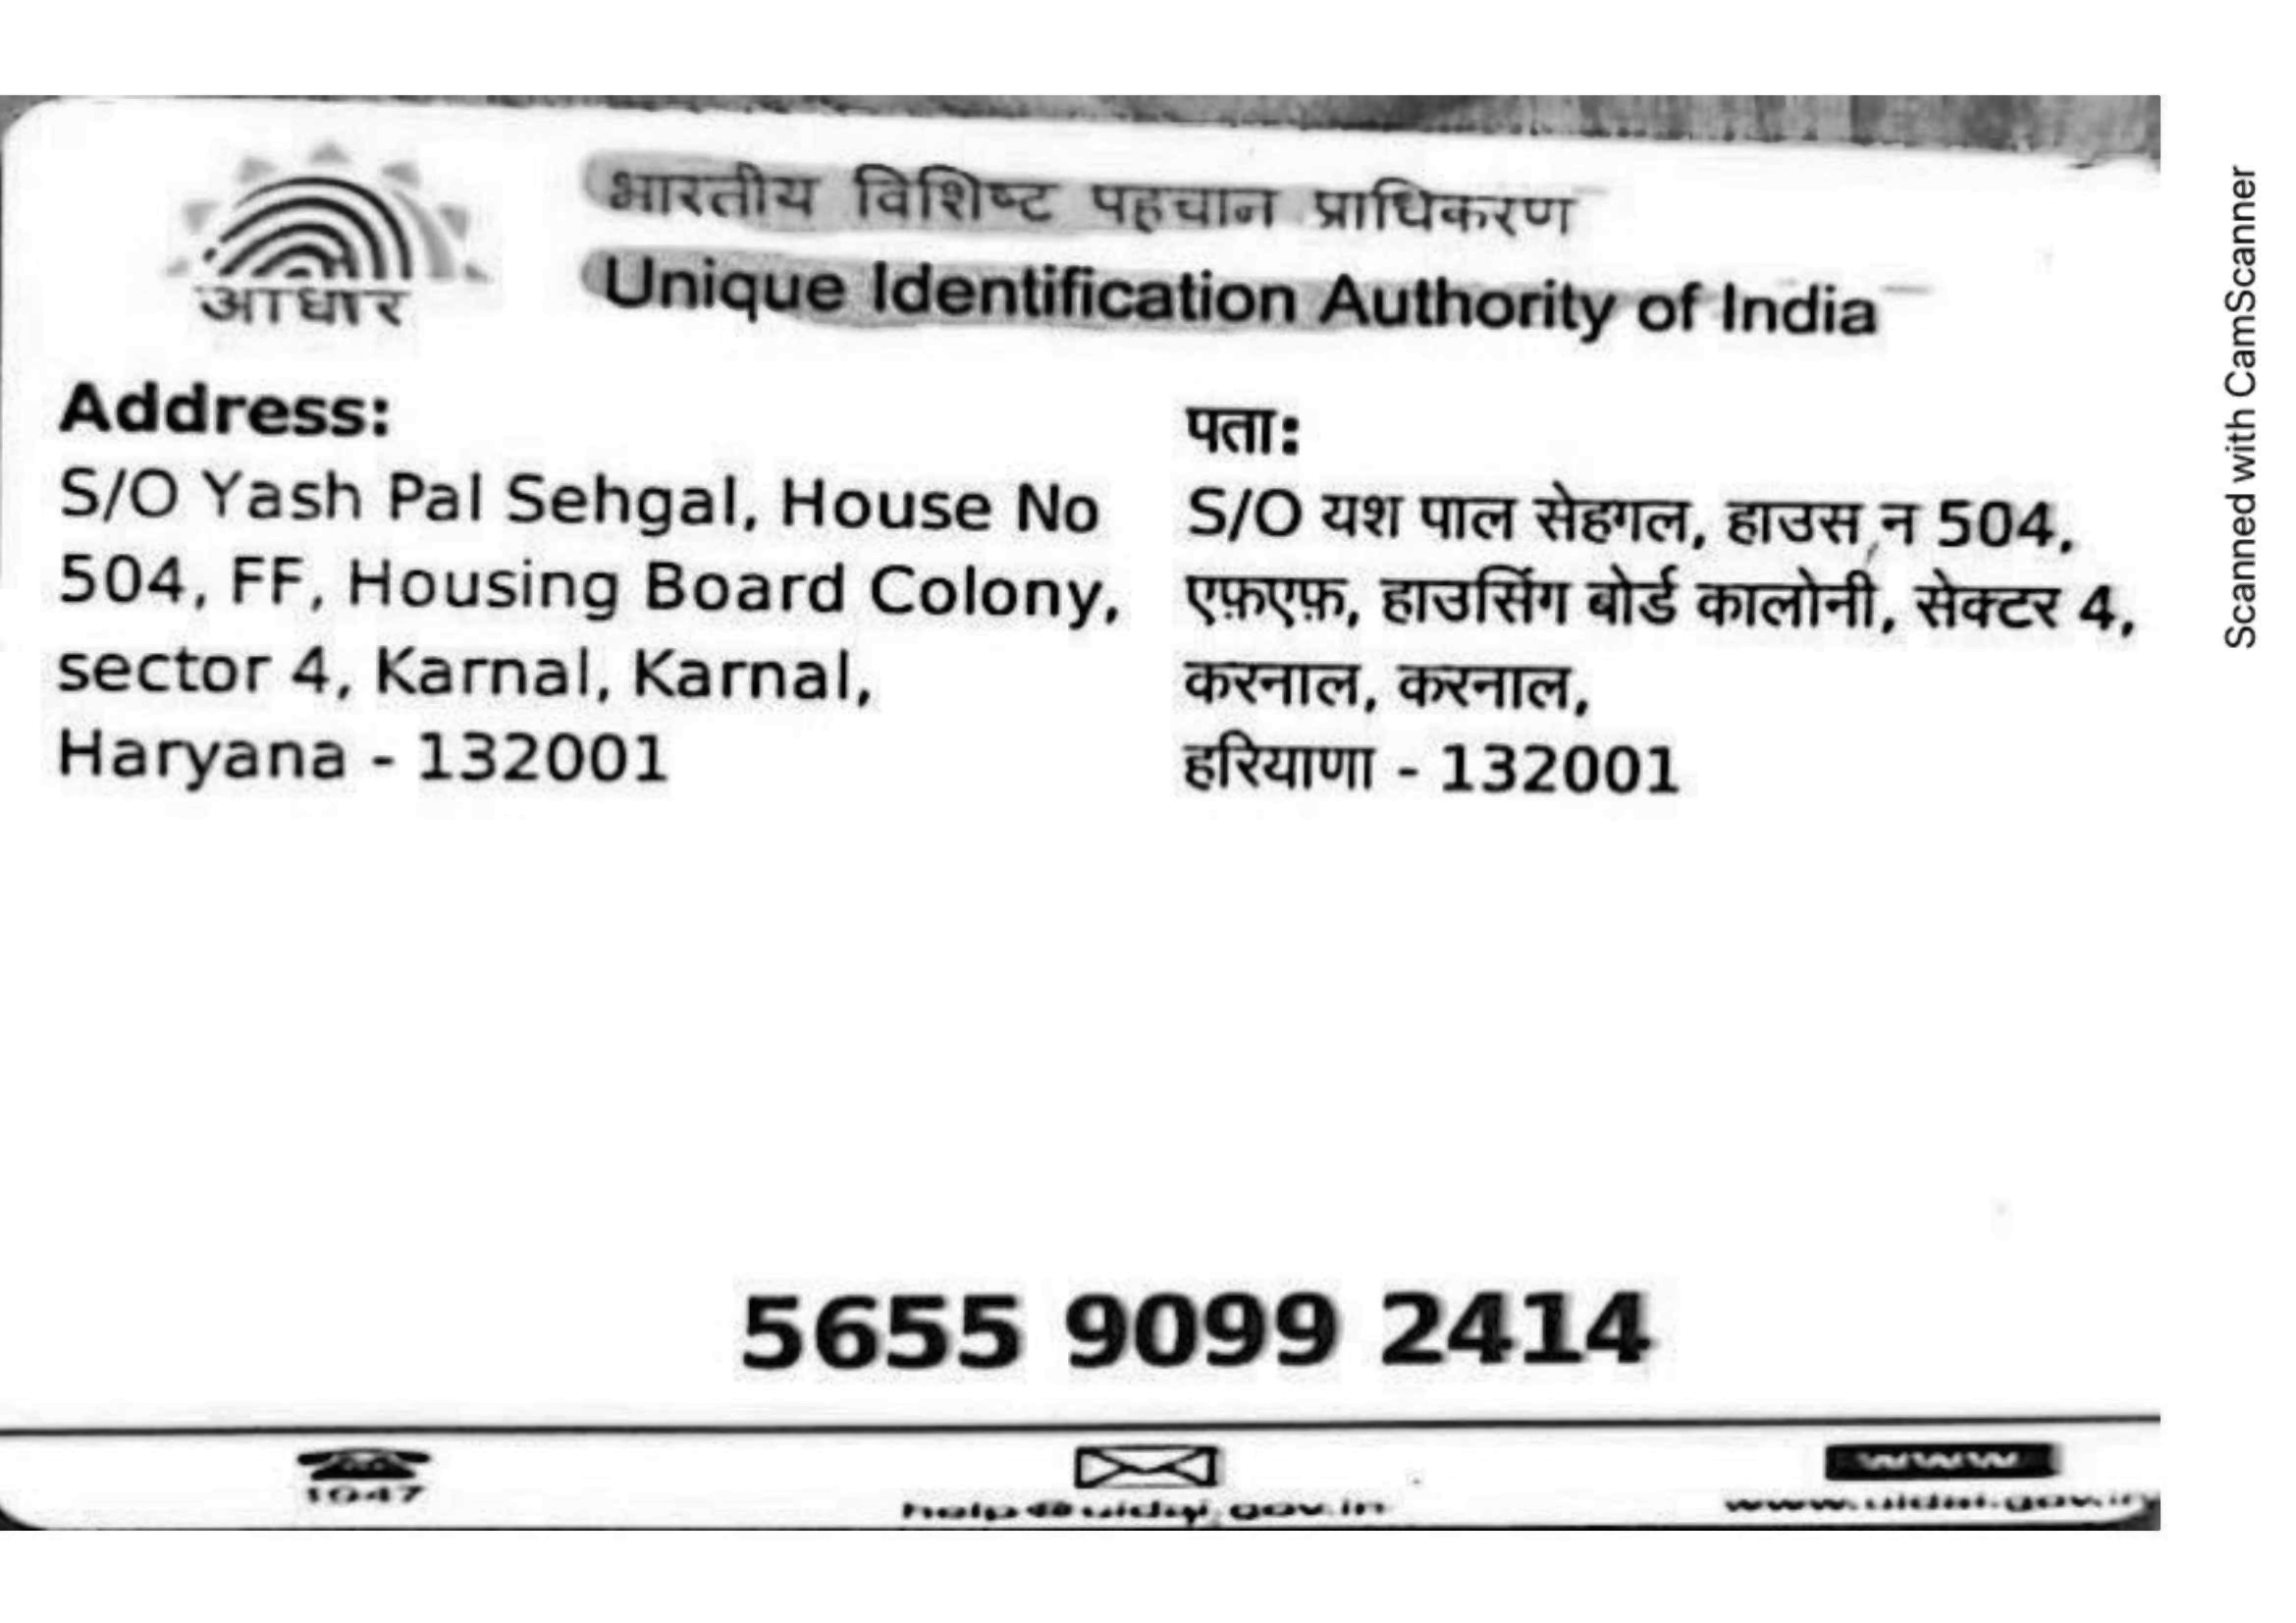 भारतीय विशिष्ट पहचान प्राधिकरण
Unique Identification Authority of India
आधार
Address:
S/O Yash Pal Sehgal, House No
504, FF, Housing Board Colony,
sector 4, Karnal, Karnal,
Haryana - 132001
पता:
S/O यश पाल सेहगल, हाउस न 504,
एफ़एफ़, हाउसिंग बोर्ड कालोनी, सेक्टर 4,
करनाल, करनाल,
हरियाणा - 132001
5655 9099 2414
1947
help@uidai.gov.in
www
www.uidai.gov.in
Scanned with CamScanner